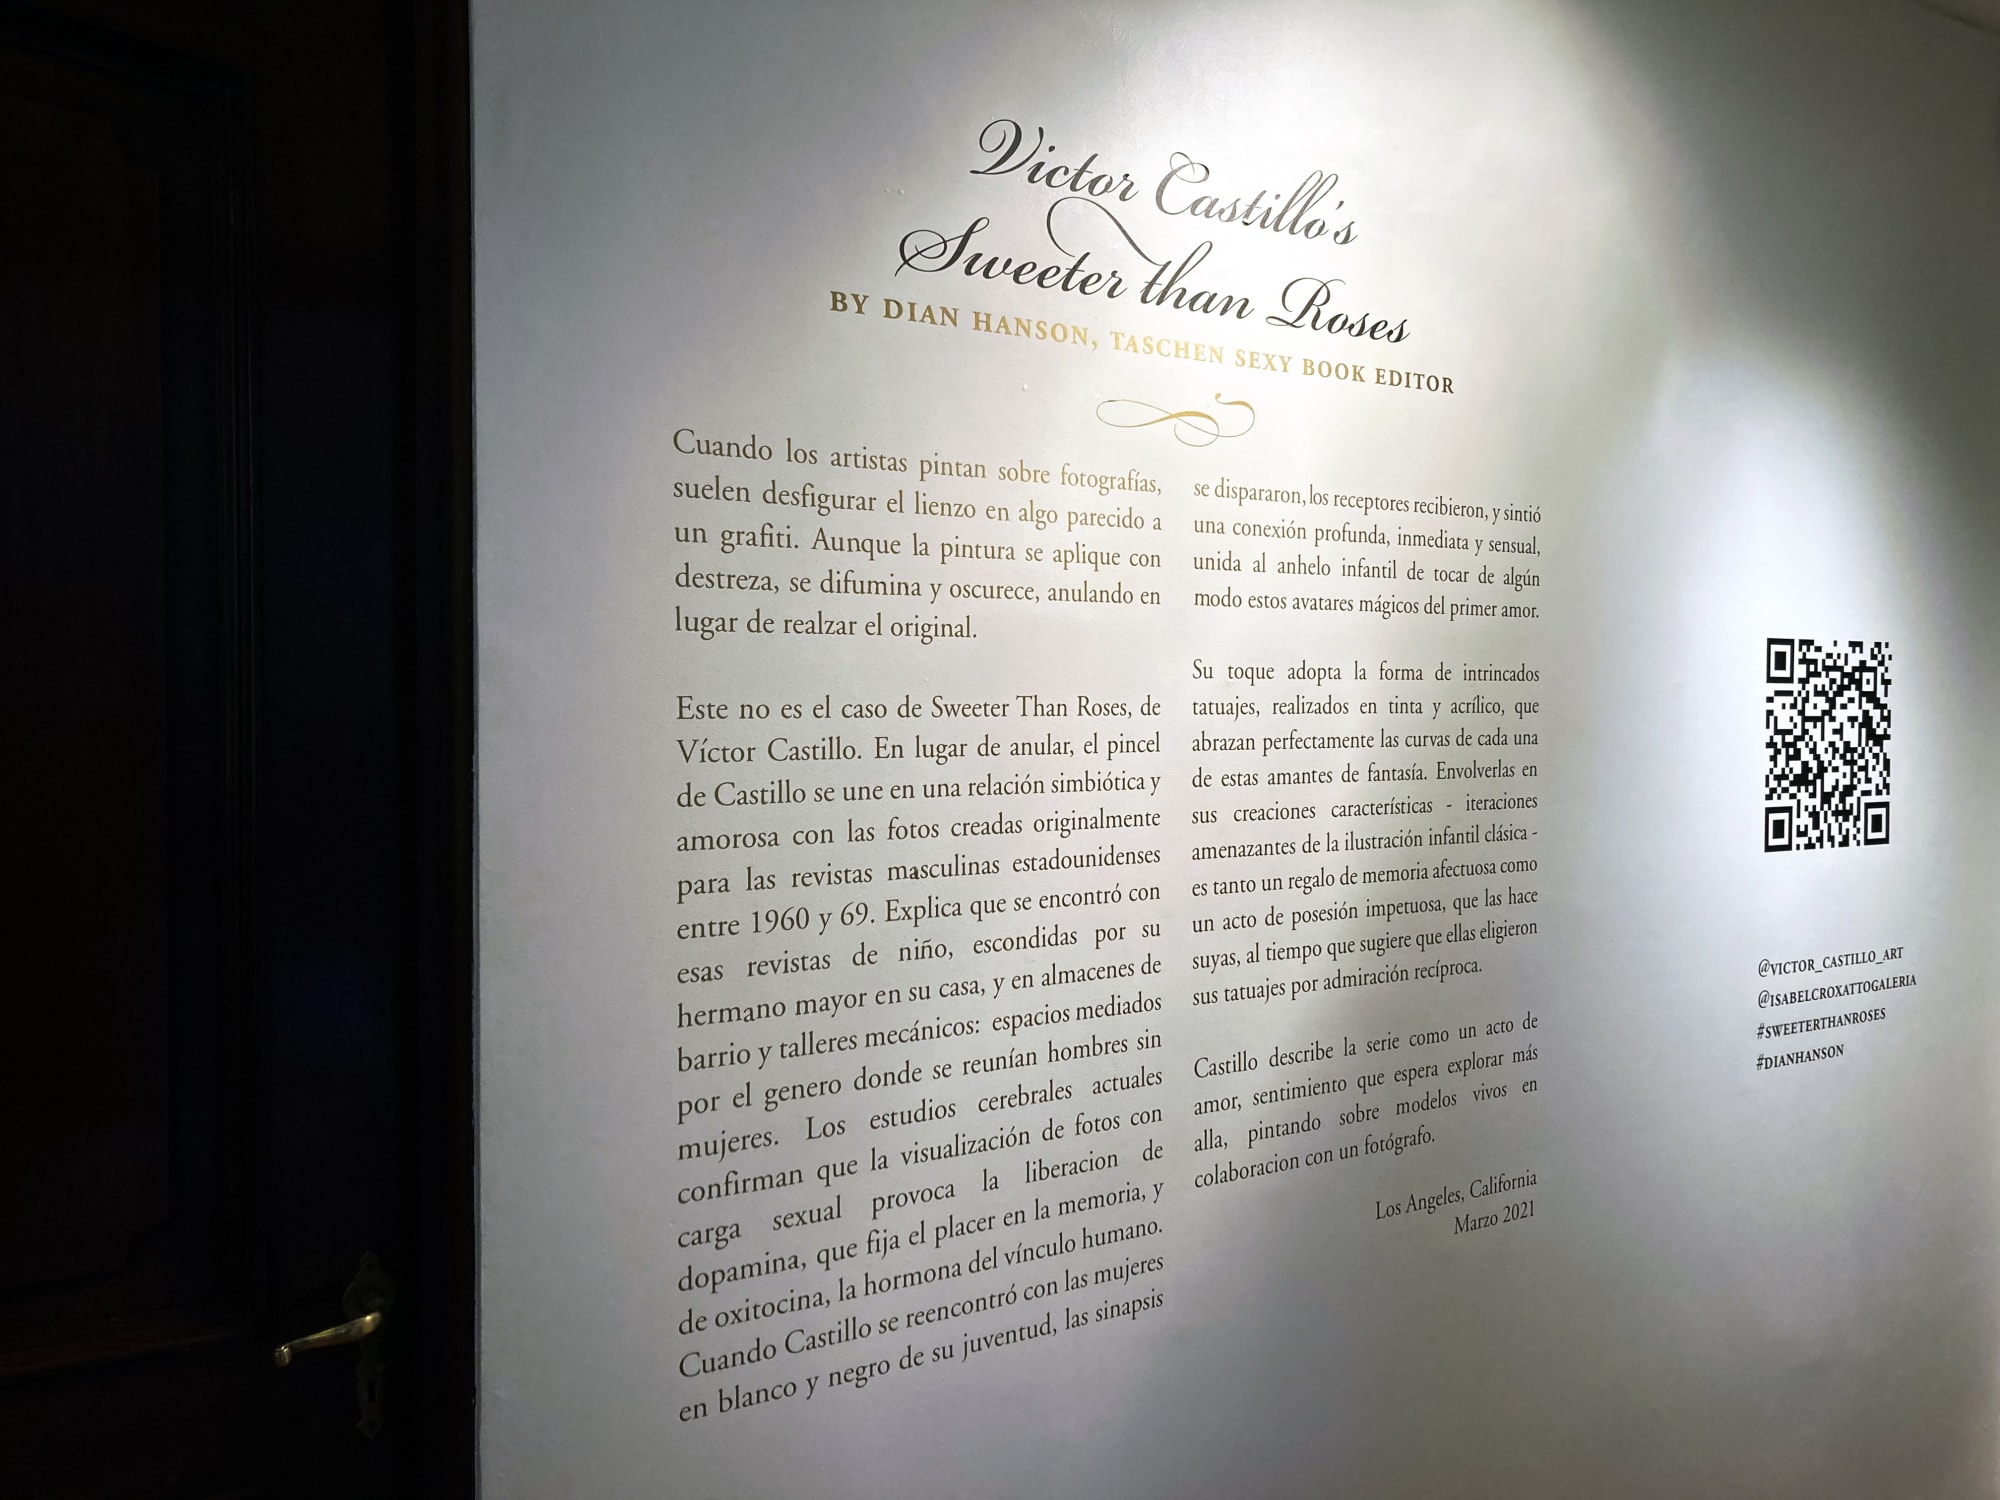 Victor Castillo's
Sweeter than Roses
BY DIAN HANSON, TASCHEN SEXY BOOK EDITOR
Cuando los artistas pintan sobre fotografías,
suelen desfigurar el lienzo en algo parecido a
un grafiti. Aunque la pintura se aplique con
destreza, se difumina y oscurece, anulando en
lugar de realzar el original.
Este no es el caso de Sweeter Than Roses, de
Víctor Castillo. En lugar de anular, el pincel
de Castillo se une en una relación simbiótica y
amorosa con las fotos creadas originalmente
para las revistas masculinas estadounidenses
entre 1960 y 69. Explica que se encontró con
esas revistas de niño, escondidas por su
hermano mayor en su casa, y en almacenes de
barrio y talleres mecánicos: espacios mediados
por el genero donde se reunían hombres sin
mujeres. Los estudios cerebrales actuales
confirman que la visualización de fotos con
carga sexual provoca la liberacion de
dopamina, que fija el placer en la memoria, y
de oxitocina, la hormona del vínculo humano.
Cuando Castillo se reencontró con las mujeres
en blanco y negro de su juventud, las sinapsis
se dispararon, los receptores recibieron, y sintió
una conexión profunda, inmediata y sensual,
unida al anhelo infantil de tocar de algún
modo estos avatares mágicos del primer amor.
Su toque adopta la forma de intrincados
tatuajes, realizados en tinta y acrílico, que
abrazan perfectamente las curvas de cada una
de estas amantes de fantasía. Envolverlas en
sus creaciones características - iteraciones
amenazantes de la ilustración infantil clásica -
es tanto un regalo de memoria afectuosa como
un acto de posesión impetuosa, que las hace
suyas, al tiempo que sugiere que ellas eligieron
sus tatuajes por admiración recíproca.
Castillo describe la serie como un acto de
amor, sentimiento que espera explorar más
alla, pintando sobre modelos vivos en
colaboracion con un fotógrafo.
Los Angeles, California
Marzo 2021
@VICTOR_CASTILLO_ART
@ISABELCROXATTOGALERIA
#SWEETERTHANROSES
#DIANHANSON